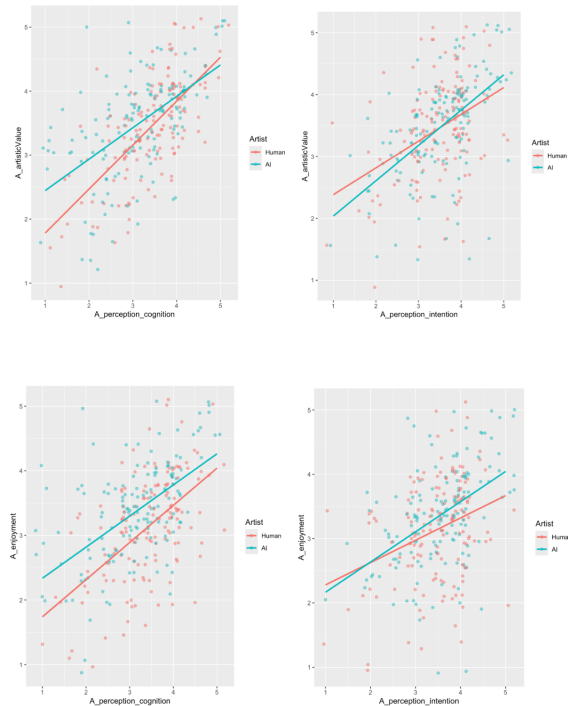 5
4
3
2
1
A_artisticValue
1 2 3 4 5
A_perception_cognition
Artist
Human
AI
5
4
3
2
1
A_artisticValue
1 2 3 4 5
A_perception_intention
Artist
Human
AI
5
4
3
2
1
A_enjoyment
1 2 3 4 5
A_perception_cognition
Artist
Human
AI
5
4
3
2
1
A_enjoyment
1 2 3 4 5
A_perception_intention
Artist
Huma
AI